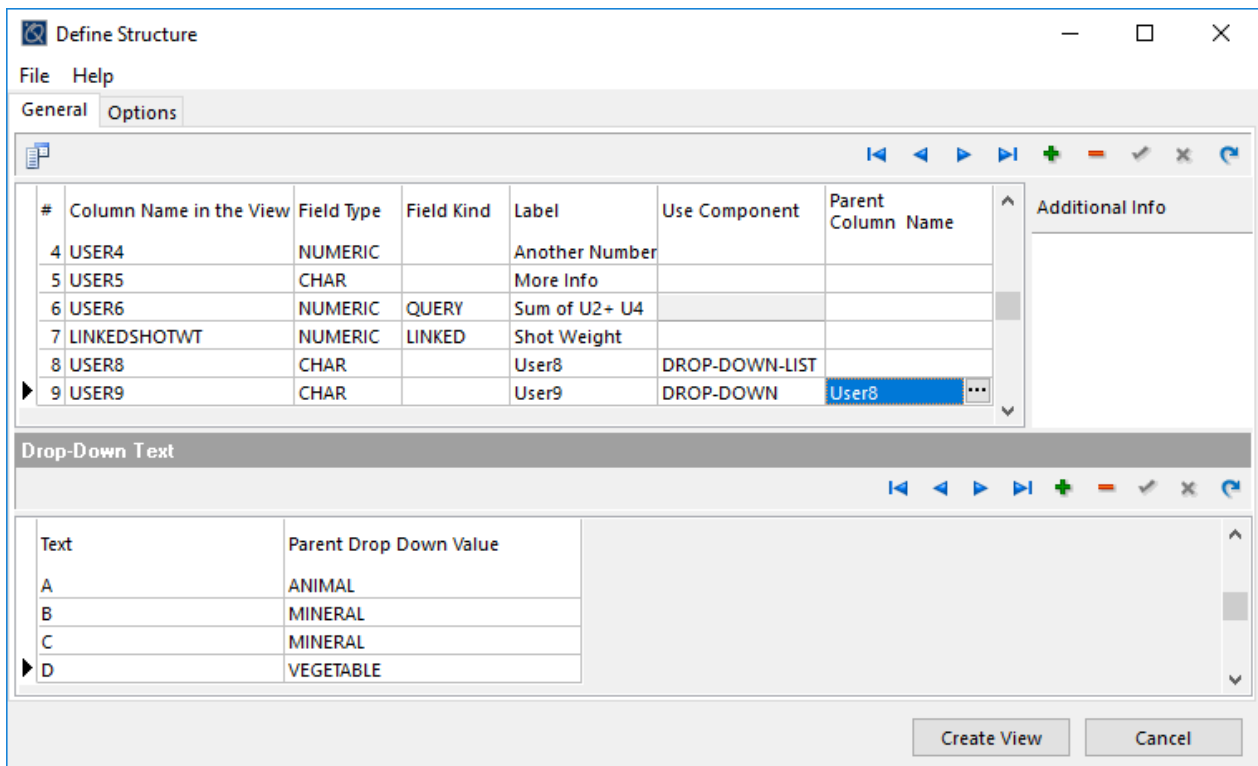 Define Structure
File Help
General Options
# Column Name in the View Field Type Field Kind Label Use Component Parent Column Name Additional Info
4 USER4 NUMERIC Another Number
5 USER5 CHAR More Info
6 USER6 NUMERIC QUERY Sum of U2+ U4
7 LINKEDSHOTWT NUMERIC LINKED Shot Weight
8 USER8 CHAR User8 DROP-DOWN-LIST
9 USER9 CHAR User9 DROP-DOWN User8 ...
Drop-Down Text
Text Parent Drop Down Value
A ANIMAL
B MINERAL
C MINERAL
D VEGETABLE
Create View Cancel